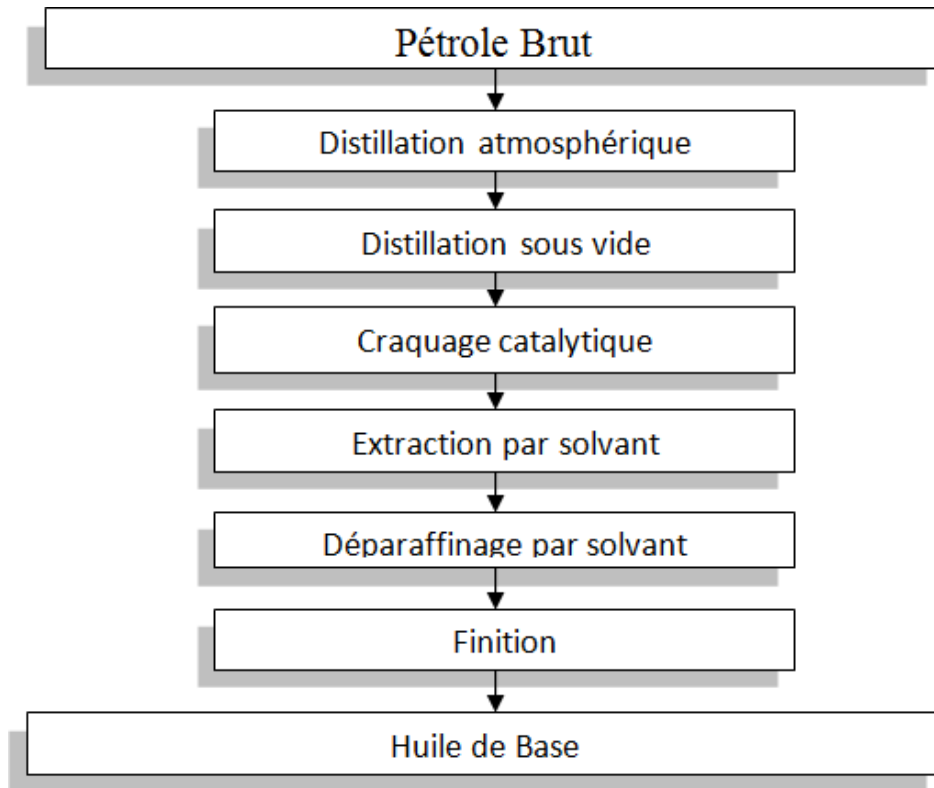 Pétrole Brut
Distillation atmosphérique
Distillation sous vide
Craquage catalytique
Extraction par solvant
Déparaffinage par solvant
Finition
Huile de Base